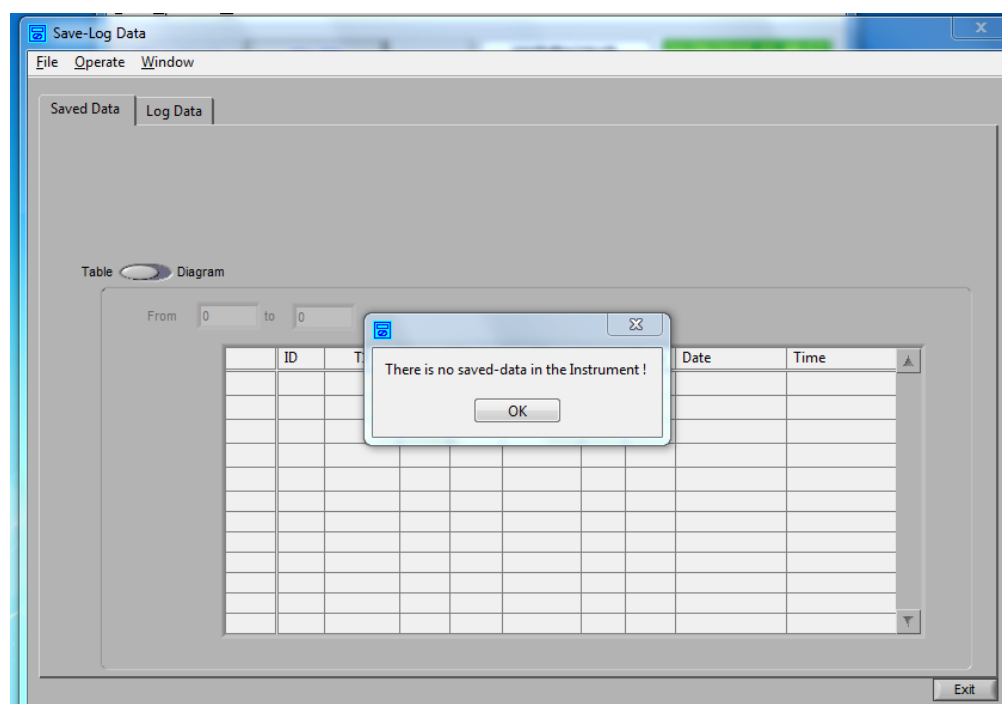 Save-Log Data
File Operate Window
Saved Data Log Data
Table Diagram
From 0 to 0
There is no saved-data in the Instrument !
OK
ID Date Time
Exit